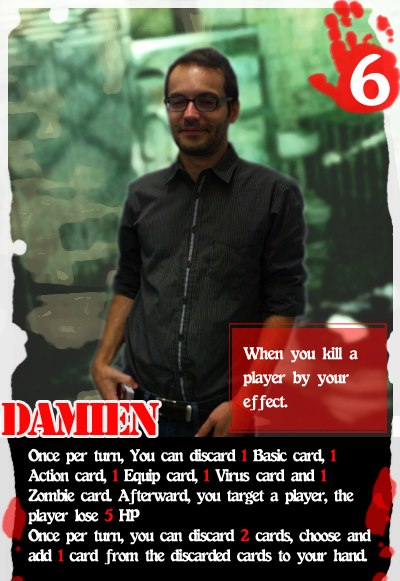 6
When you kill a
player by your
effect.
DAMIEN
Once per turn, You can discard 1 Basic card, 1
Action card, 1 Equip card, 1 Virus card and 1
Zombie card. Afterward, you target a player, the
player lose 5 HP
Once per turn, you can discard 2 cards, choose and
add 1 card from the discarded cards to your hand.